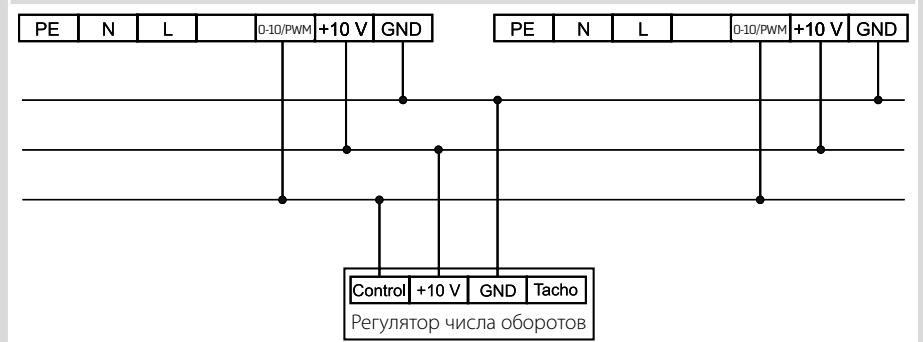 PE N L 0-10/PWM +10 V GND PE N L 0-10/PWM +10 V GND
Control +10 V GND Tacho
Регулятор числа оборотов